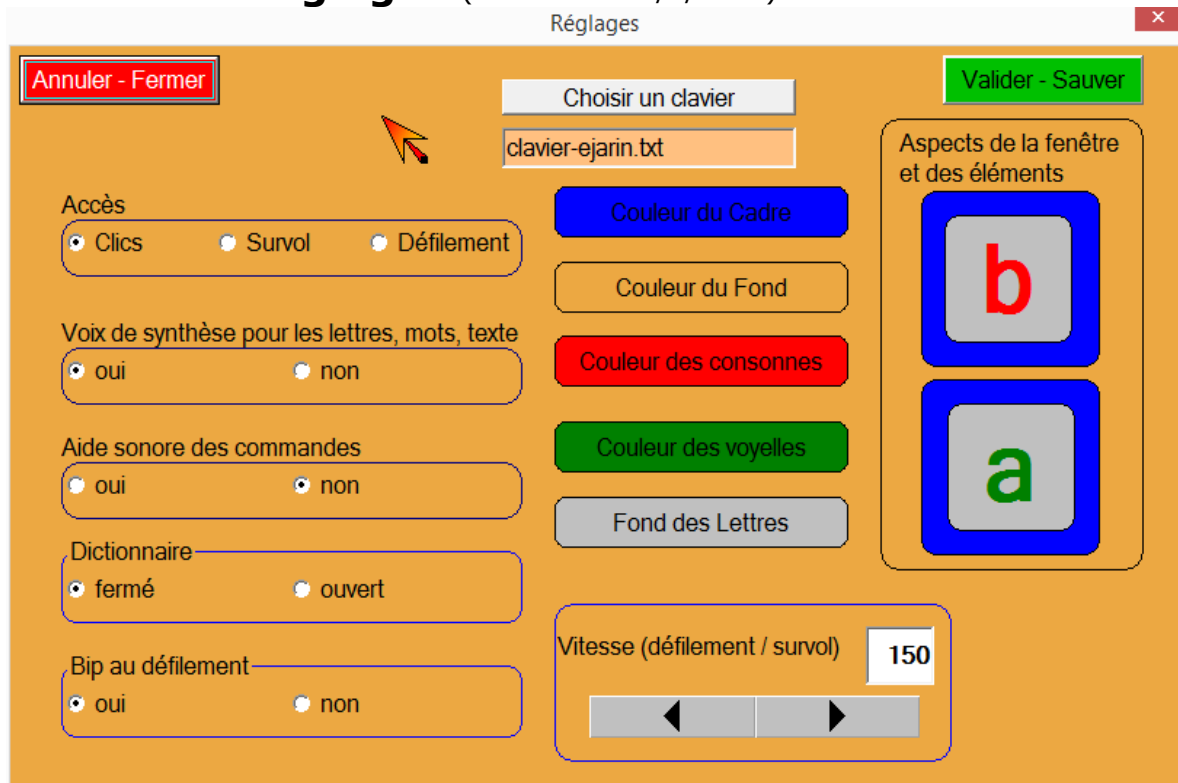 Réglages
Annuler - Fermer
Choisir un clavier
Valider - Sauver
clavier-ejarin.txt
Aspects de la fenêtre
et des éléments
b
a
Accès
Clics Survol Défilement
Voix de synthèse pour les lettres, mots, texte
oui non
Aide sonore des commandes
oui non
Dictionnaire
fermé ouvert
Bip au défilement
oui non
Couleur du Cadre
Couleur du Fond
Couleur des consonnes
Couleur des voyelles
Fond des Lettres
Vitesse (défilement / survol) 150